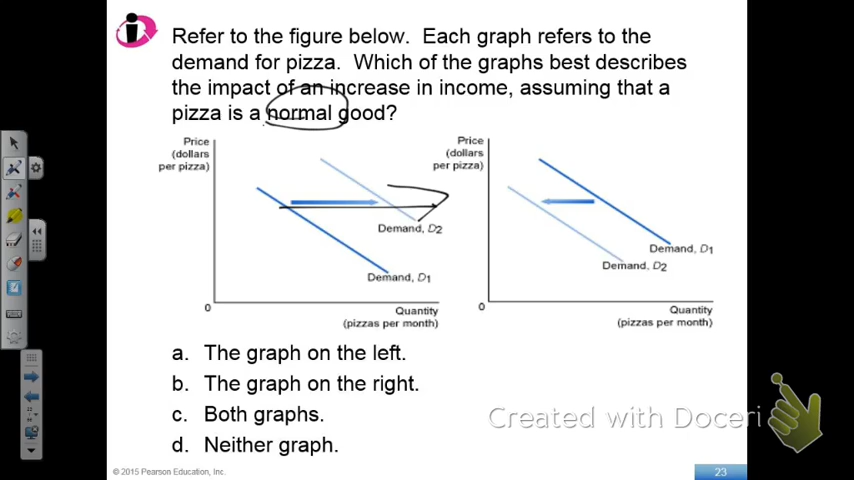 Refer to the figure below. Each graph refers to the
demand for pizza. Which of the graphs best describes
the impact of an increase in income, assuming that a
pizza is a normal good?
Price
(dollars
per pizza)
Demand, D2
Demand, D1
0
Quantity
(pizzas per month)
Price
(dollars
per pizza)
Demand, D1
Demand, D2
0
Quantity
(pizzas per month)
a. The graph on the left.
b. The graph on the right.
c. Both graphs.
d. Neither graph.
Created with Doceri
© 2015 Pearson Education, Inc.
23